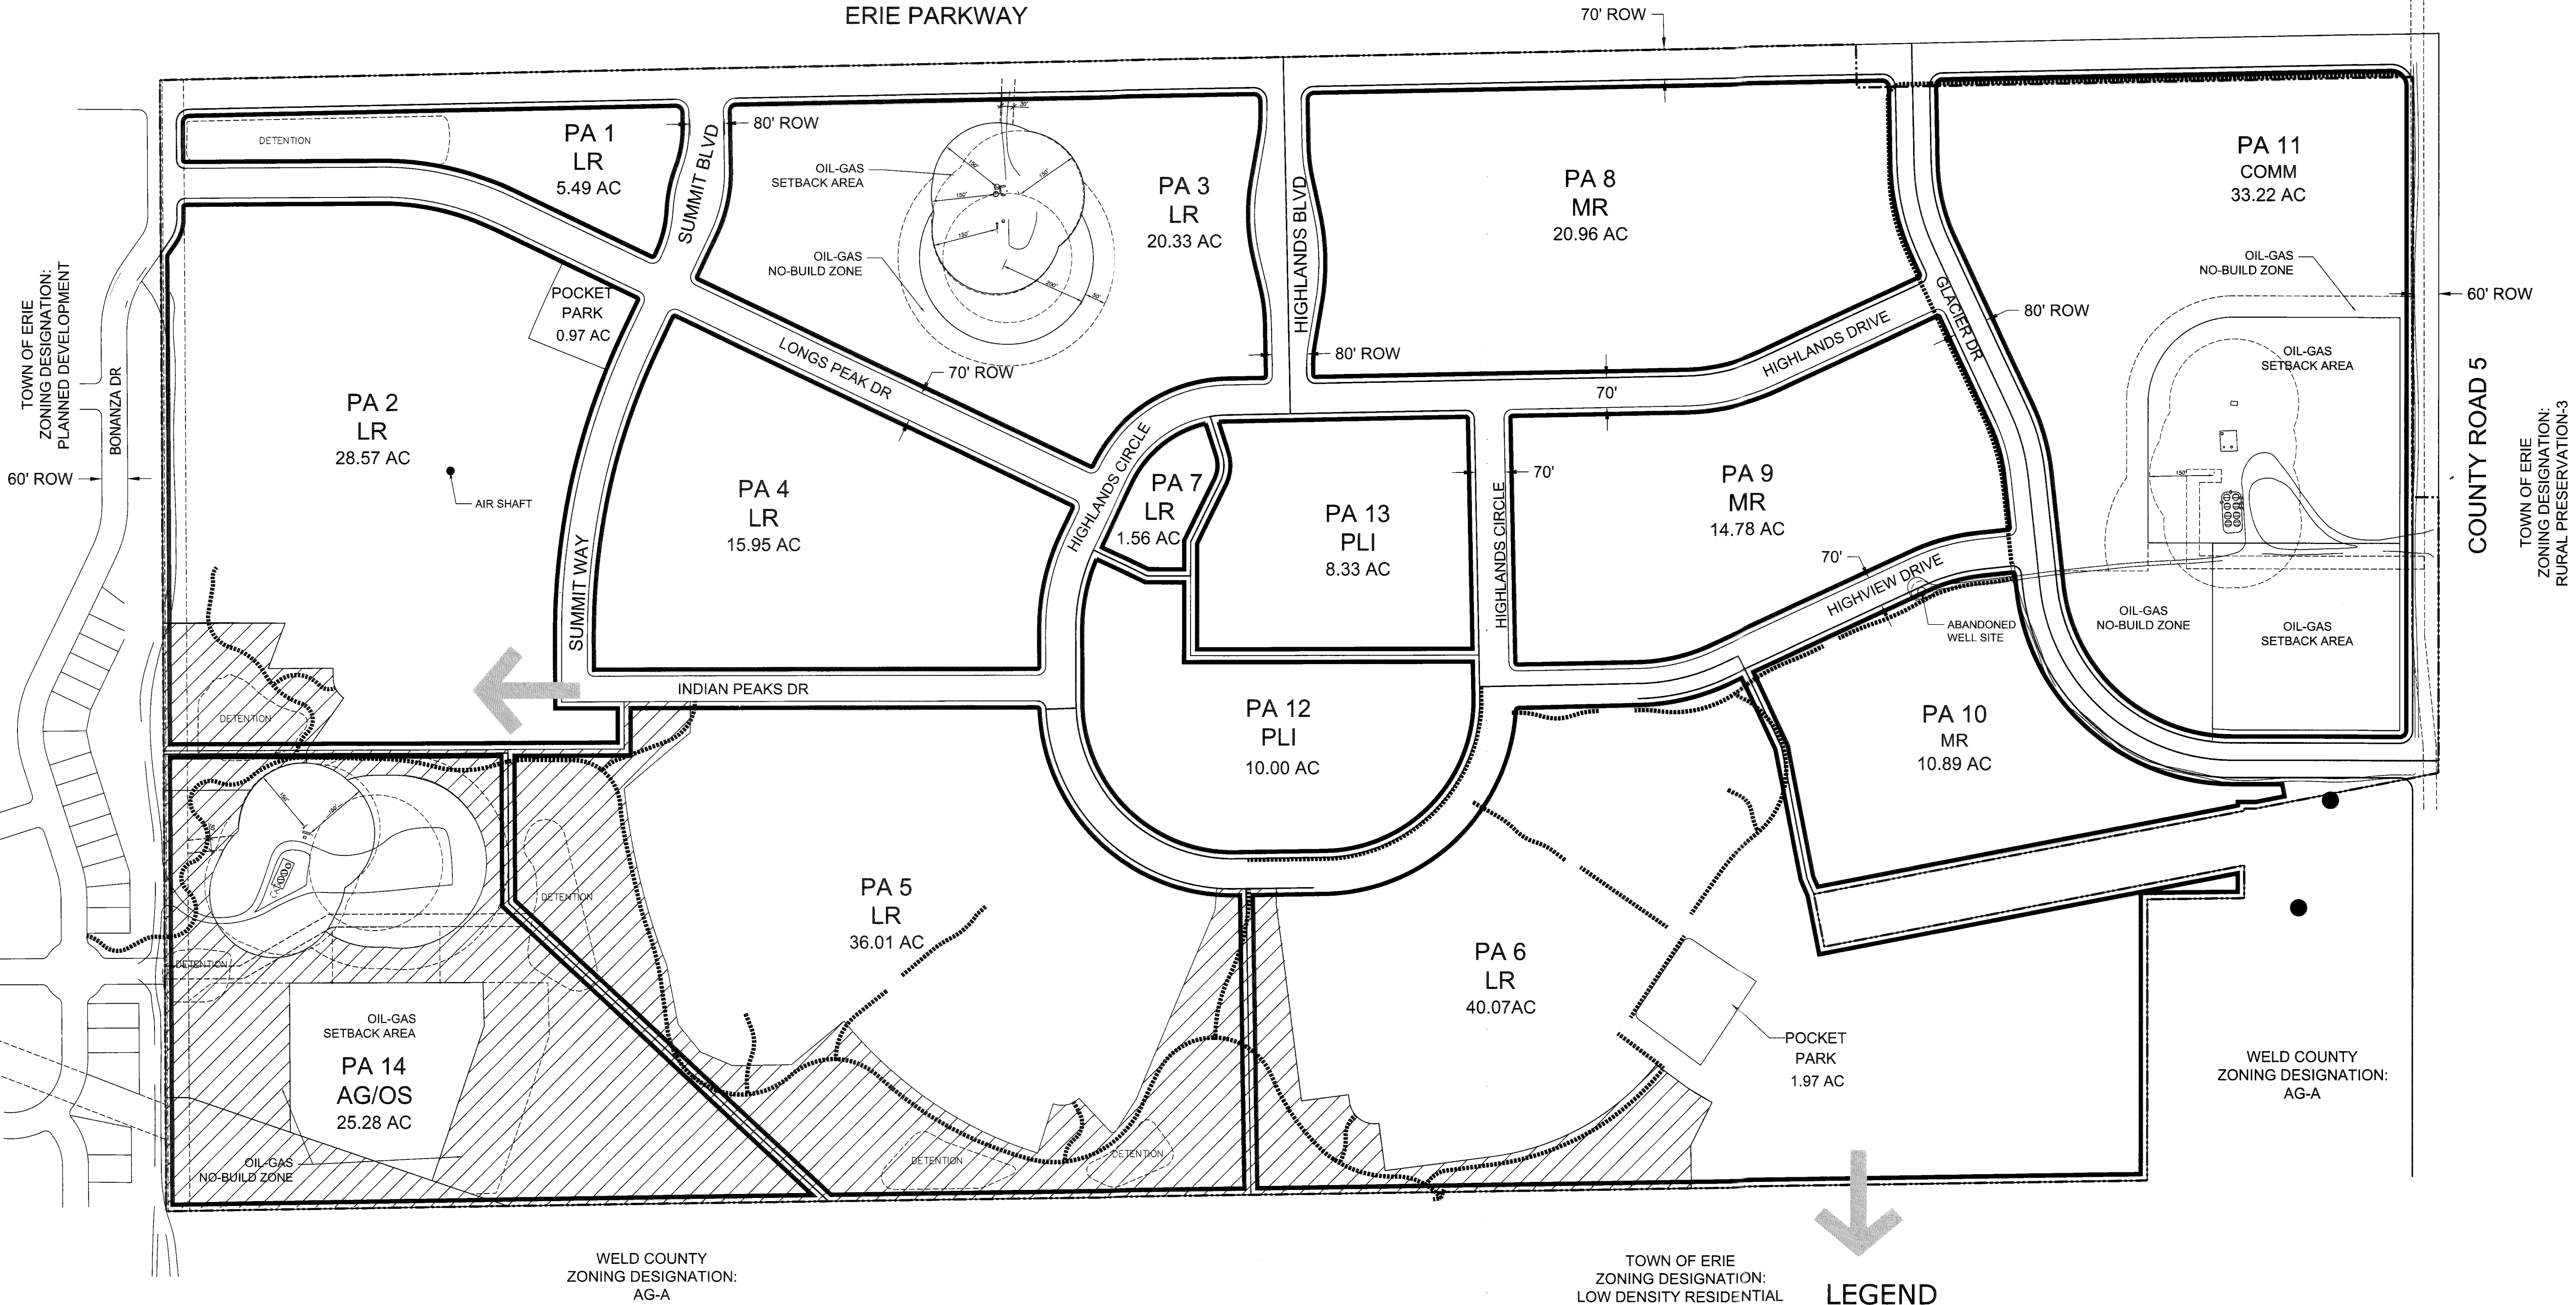 ERIE PARKWAY
70' ROW
DETENTION
PA 1
LR
5.49 AC
SUMMIT BLVD
80' ROW
OIL-GAS
SETBACK AREA
OIL-GAS
NO-BUILD ZONE
30'
150'
150'
150'
150'
200'
50'
PA 3
LR
20.33 AC
HIGHLANDS BLVD
80' ROW
PA 8
MR
20.96 AC
PA 11
COMM
33.22 AC
OIL-GAS
NO-BUILD ZONE
60' ROW
80' ROW
GLACIER DR
OIL-GAS
SETBACK AREA
150'
COUNTY ROAD 5
TOWN OF ERIE
ZONING DESIGNATION:
RURAL PRESERVATION-3
TOWN OF ERIE
ZONING DESIGNATION:
PLANNED DEVELOPMENT
BONANZA DR
60' ROW
POCKET
PARK
0.97 AC
PA 2
LR
28.57 AC
AIR SHAFT
SUMMIT WAY
LONGS PEAK DR
70' ROW
PA 4
LR
15.95 AC
HIGHLANDS CIRCLE
PA 7
LR
1.56 AC
PA 13
PLI
8.33 AC
HIGHLANDS CIRCLE
70'
70'
HIGHLANDS DRIVE
PA 9
MR
14.78 AC
70'
HIGHVIEW DRIVE
ABANDONED
WELL SITE
OIL-GAS
NO-BUILD ZONE
OIL-GAS
SETBACK AREA
INDIAN PEAKS DR
DETENTION
PA 12
PLI
10.00 AC
PA 10
MR
10.89 AC
150'
150'
DETENTION
DETENTION
PA 5
LR
36.01 AC
PA 6
LR
40.07AC
OIL-GAS
SETBACK AREA
PA 14
AG/OS
25.28 AC
OIL-GAS
NO-BUILD ZONE
DETENTION
DETENTION
POCKET
PARK
1.97 AC
WELD COUNTY
ZONING DESIGNATION:
AG-A
WELD COUNTY
ZONING DESIGNATION:
AG-A
TOWN OF ERIE
ZONING DESIGNATION:
LOW DENSITY RESIDENTIAL
LEGEND